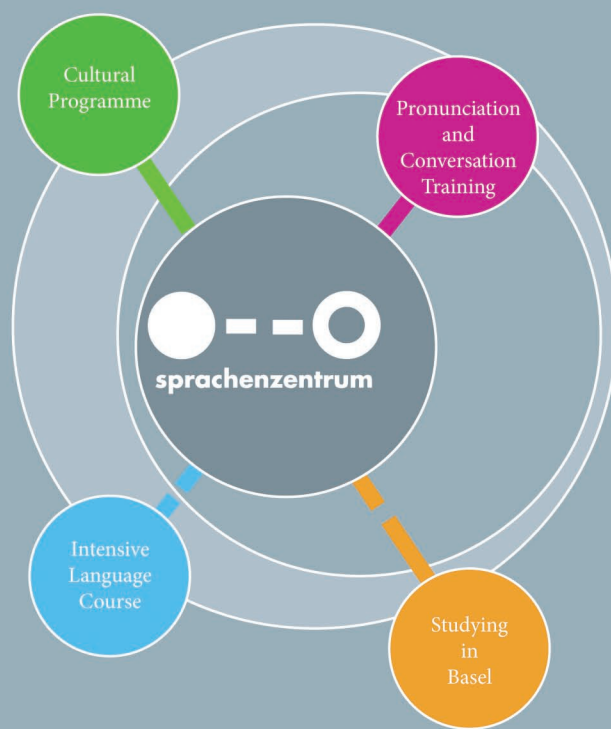 Cultural
Programme
Pronunciation
and
Conversation
Training
sprachenzentrum
Intensive
Language
Course
Studying
in
Basel